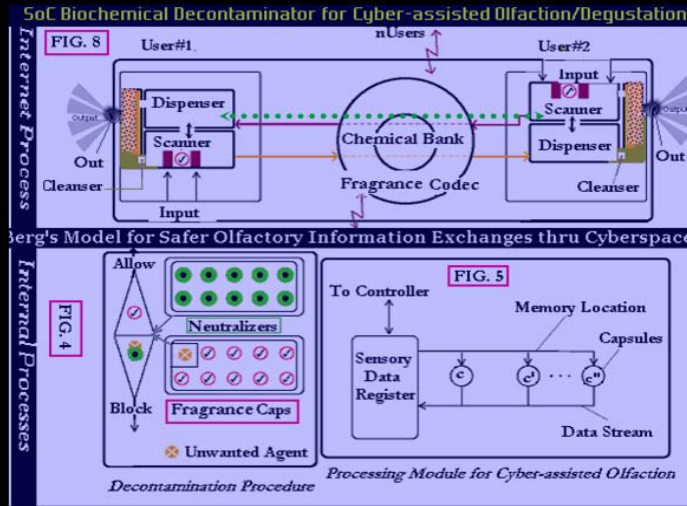 SoC Biochemical Decontaminator for Cyber-assisted Olfaction/Degustation
Internet Process
FIG. 8
nUsers
User#1.
User#2
Input
Dispenser
Scanner
Output
Output
Chemical Bank
Scanner
Dispenser
Out
Out
Cleanser
Fragrance Codec
Cleanser
Input
Berg's Model for Safer Olfactory Information Exchanges thru Cyberspace
Internal Processes
FIG. 4
Allow
Neutralizers
Fragrance Caps
Block
Unwanted Agent
Decontamination Procedure
FIG. 5
To Controller
Memory Location
Sensory
Data
Register
Capsules
c
c'
...
c"
Data Stream
Processing Module for Cyber-assisted Olfaction